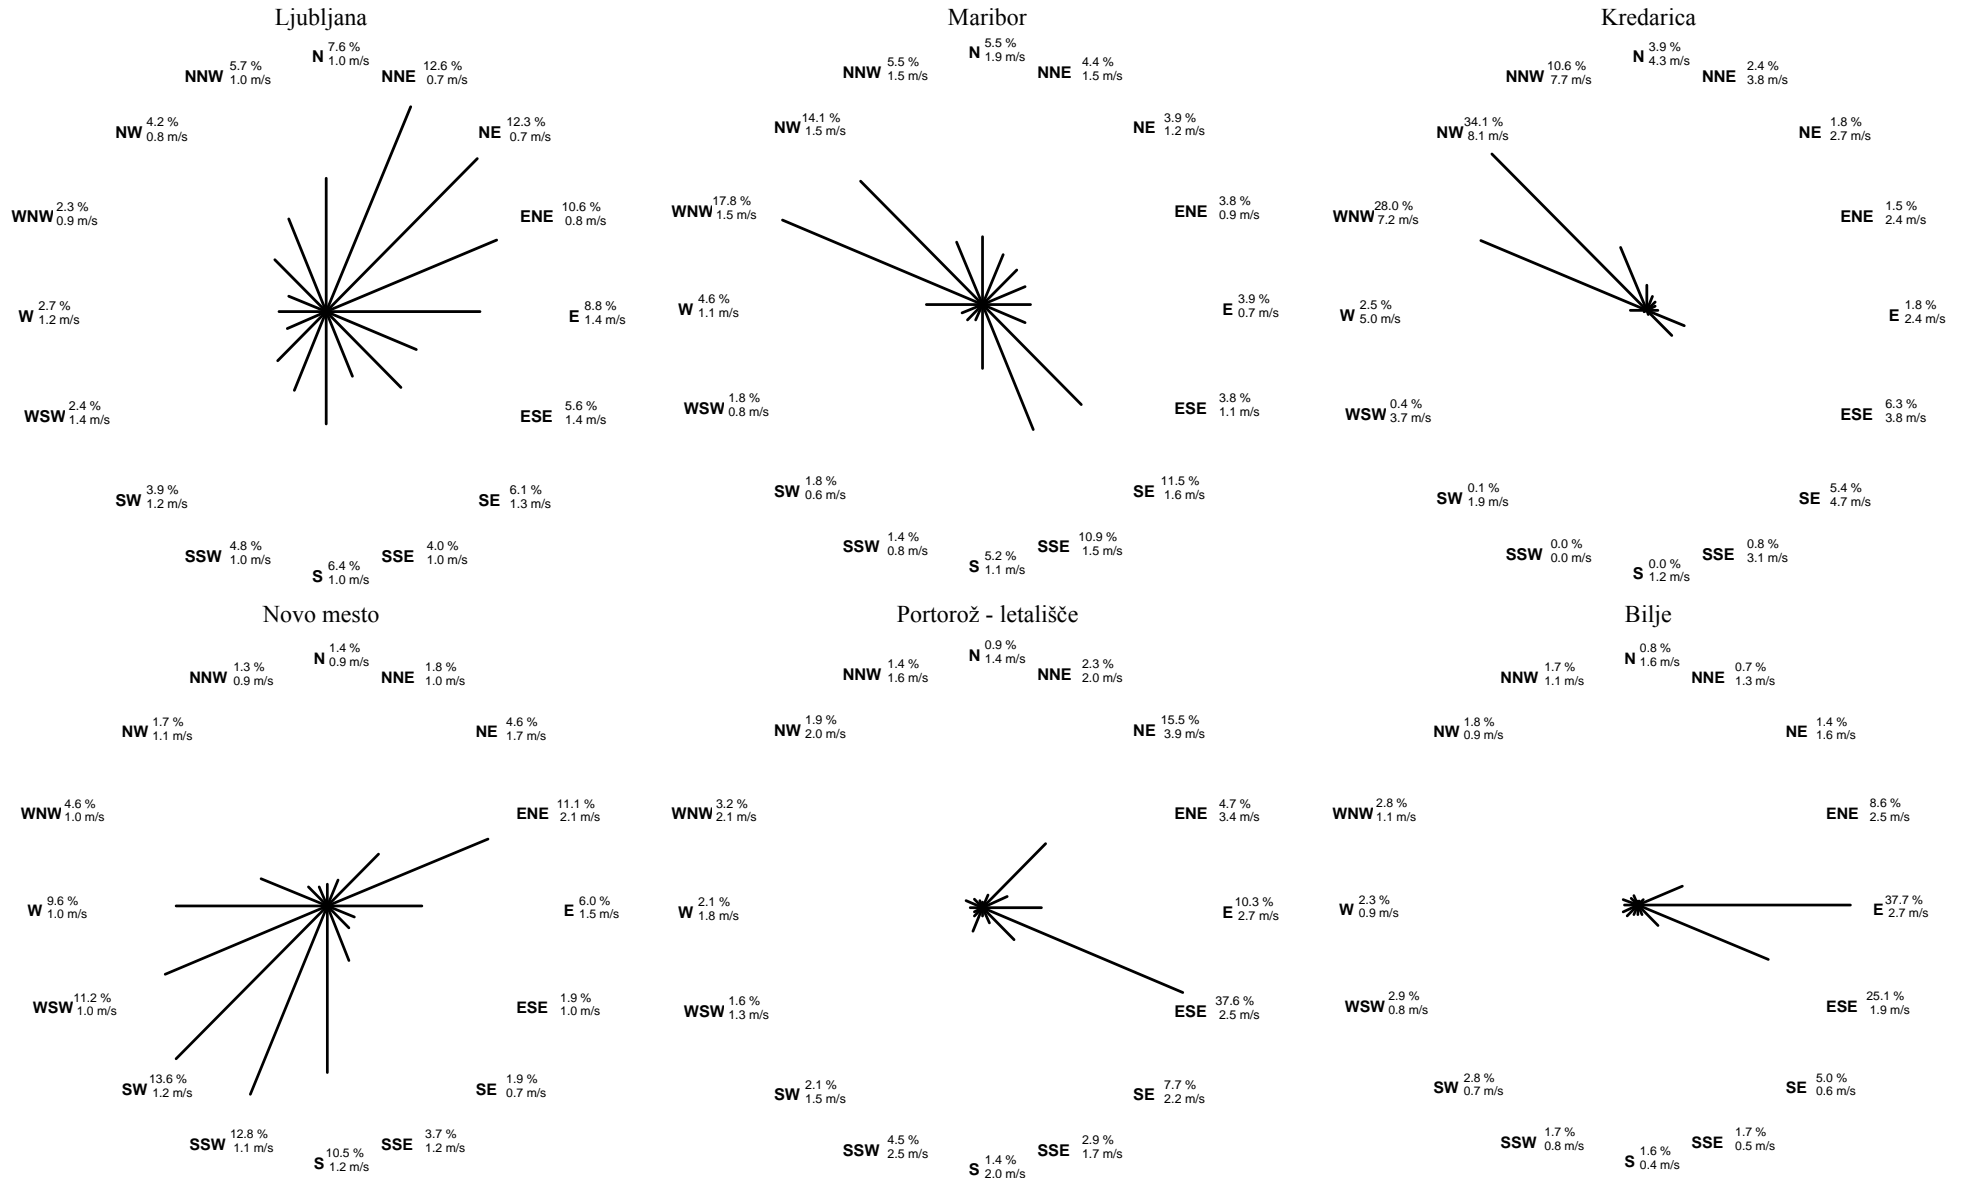 Ljubljana
N 7.6 %
1.0 m/s
NNE 12.6 %
0.7 m/s
NE 12.3 %
0.7 m/s
ENE 10.6 %
0.8 m/s
E 8.8 %
1.4 m/s
ESE 5.6 %
1.4 m/s
SE 6.1 %
1.3 m/s
SSE 4.0 %
1.0 m/s
S 6.4 %
1.0 m/s
SSW 4.8 %
1.0 m/s
SW 3.9 %
1.2 m/s
WSW 2.4 %
1.4 m/s
W 2.7 %
1.2 m/s
WNW 2.3 %
0.9 m/s
NW 4.2 %
0.8 m/s
NNW 5.7 %
1.0 m/s
Maribor
N 5.5 %
1.9 m/s
NNE 4.4 %
1.5 m/s
NE 3.9 %
1.2 m/s
ENE 3.8 %
0.9 m/s
E 3.9 %
0.7 m/s
ESE 3.8 %
1.1 m/s
SE 11.5 %
1.6 m/s
SSE 10.9 %
1.5 m/s
S 5.2 %
1.1 m/s
SSW 1.4 %
0.8 m/s
SW 1.8 %
0.6 m/s
WSW 1.8 %
0.8 m/s
W 4.6 %
1.1 m/s
WNW 17.8 %
1.5 m/s
NW 14.1 %
1.5 m/s
NNW 5.5 %
1.5 m/s
Kredarica
N 3.9 %
4.3 m/s
NNE 2.4 %
3.8 m/s
NE 1.8 %
2.7 m/s
ENE 1.5 %
2.4 m/s
E 1.8 %
2.4 m/s
ESE 6.3 %
3.8 m/s
SE 5.4 %
4.7 m/s
SSE 0.8 %
3.1 m/s
S 0.0 %
1.2 m/s
SSW 0.0 %
0.0 m/s
SW 0.1 %
1.9 m/s
WSW 0.4 %
3.7 m/s
W 2.5 %
5.0 m/s
WNW 28.0 %
7.2 m/s
NW 34.1 %
8.1 m/s
NNW 10.6 %
7.7 m/s
Novo mesto
N 1.4 %
0.9 m/s
NNE 1.8 %
1.0 m/s
NE 4.6 %
1.7 m/s
ENE 11.1 %
2.1 m/s
E 6.0 %
1.5 m/s
ESE 1.9 %
1.0 m/s
SE 1.9 %
0.7 m/s
SSE 3.7 %
1.2 m/s
S 10.5 %
1.2 m/s
SSW 12.8 %
1.1 m/s
SW 13.6 %
1.2 m/s
WSW 11.2 %
1.0 m/s
W 9.6 %
1.0 m/s
WNW 4.6 %
1.0 m/s
NW 1.7 %
1.1 m/s
NNW 1.3 %
0.9 m/s
Portorož - letališče
N 0.9 %
1.4 m/s
NNE 2.3 %
2.0 m/s
NE 15.5 %
3.9 m/s
ENE 4.7 %
3.4 m/s
E 10.3 %
2.7 m/s
ESE 37.6 %
2.5 m/s
SE 7.7 %
2.2 m/s
SSE 2.9 %
1.7 m/s
S 1.4 %
2.0 m/s
SSW 4.5 %
2.5 m/s
SW 2.1 %
1.5 m/s
WSW 1.6 %
1.3 m/s
W 2.1 %
1.8 m/s
WNW 3.2 %
2.1 m/s
NW 1.9 %
2.0 m/s
NNW 1.4 %
1.6 m/s
Bilje
N 0.8 %
1.6 m/s
NNE 0.7 %
1.3 m/s
NE 1.4 %
1.6 m/s
ENE 8.6 %
2.5 m/s
E 37.7 %
2.7 m/s
ESE 25.1 %
1.9 m/s
SE 5.0 %
0.6 m/s
SSE 1.7 %
0.5 m/s
S 1.6 %
0.4 m/s
SSW 1.7 %
0.8 m/s
SW 2.8 %
0.7 m/s
WSW 2.9 %
0.8 m/s
W 2.3 %
0.9 m/s
WNW 2.8 %
1.1 m/s
NW 1.8 %
0.9 m/s
NNW 1.7 %
1.1 m/s